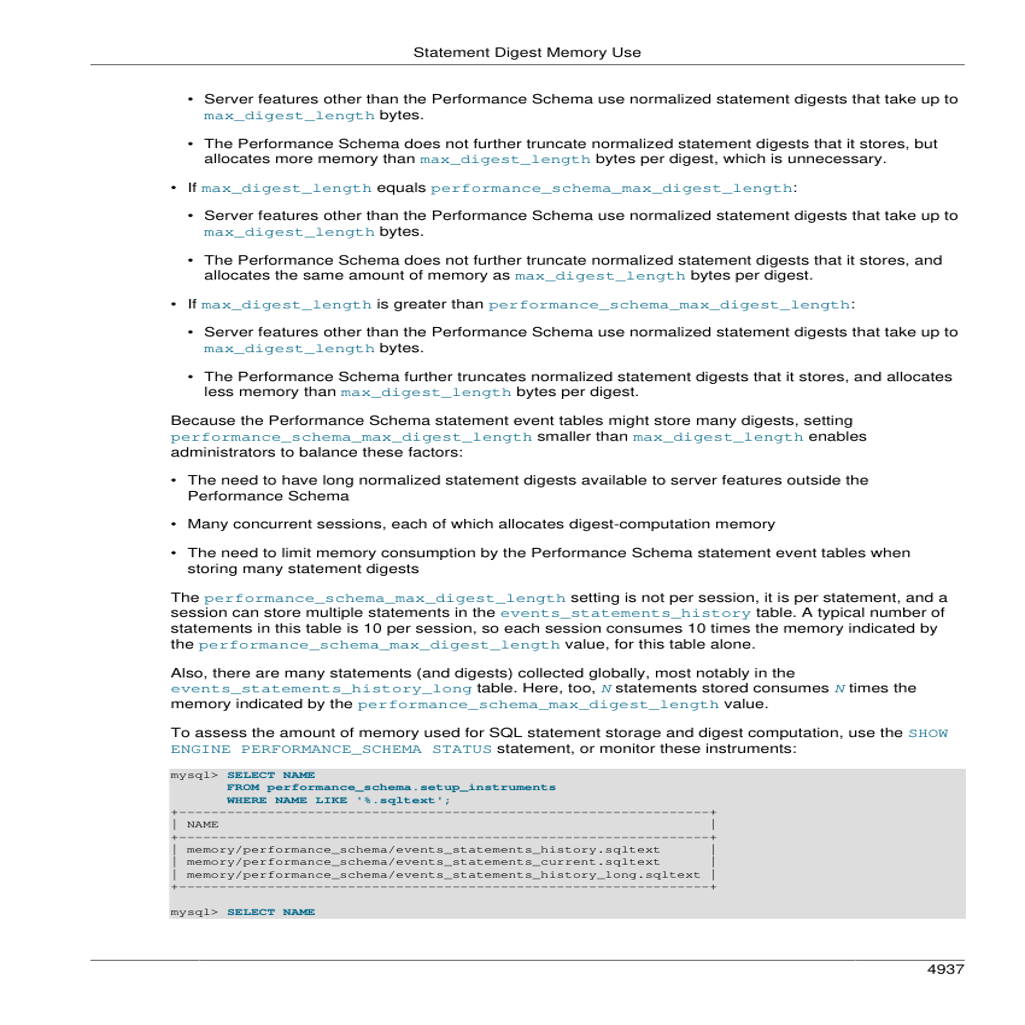 Statement Digest Memory Use
• Server features other than the Performance Schema use normalized statement digests that take up to
max_digest_length bytes.
• The Performance Schema does not further truncate normalized statement digests that it stores, but
allocates more memory than max_digest_length bytes per digest, which is unnecessary.
• If max_digest_length equals performance_schema_max_digest_length:
• Server features other than the Performance Schema use normalized statement digests that take up to
max_digest_length bytes.
• The Performance Schema does not further truncate normalized statement digests that it stores, and
allocates the same amount of memory as max_digest_length bytes per digest.
• If max_digest_length is greater than performance_schema_max_digest_length:
• Server features other than the Performance Schema use normalized statement digests that take up to
max_digest_length bytes.
• The Performance Schema further truncates normalized statement digests that it stores, and allocates
less memory than max_digest_length bytes per digest.
Because the Performance Schema statement event tables might store many digests, setting
performance_schema_max_digest_length smaller than max_digest_length enables
administrators to balance these factors:
• The need to have long normalized statement digests available to server features outside the
Performance Schema
• Many concurrent sessions, each of which allocates digest-computation memory
• The need to limit memory consumption by the Performance Schema statement event tables when
storing many statement digests
The performance_schema_max_digest_length setting is not per session, it is per statement, and a
session can store multiple statements in the events_statements_history table. A typical number of
statements in this table is 10 per session, so each session consumes 10 times the memory indicated by
the performance_schema_max_digest_length value, for this table alone.
Also, there are many statements (and digests) collected globally, most notably in the
events_statements_history_long table. Here, too, N statements stored consumes N times the
memory indicated by the performance_schema_max_digest_length value.
To assess the amount of memory used for SQL statement storage and digest computation, use the SHOW
ENGINE PERFORMANCE_SCHEMA STATUS statement, or monitor these instruments:
mysql> SELECT NAME
FROM performance_schema.setup_instruments
WHERE NAME LIKE '%.sqltext';
+------------------------------------------------------------------+
| NAME                                                             |
+------------------------------------------------------------------+
| memory/performance_schema/events_statements_history.sqltext      |
| memory/performance_schema/events_statements_current.sqltext      |
| memory/performance_schema/events_statements_history_long.sqltext |
+------------------------------------------------------------------+
mysql> SELECT NAME
4937